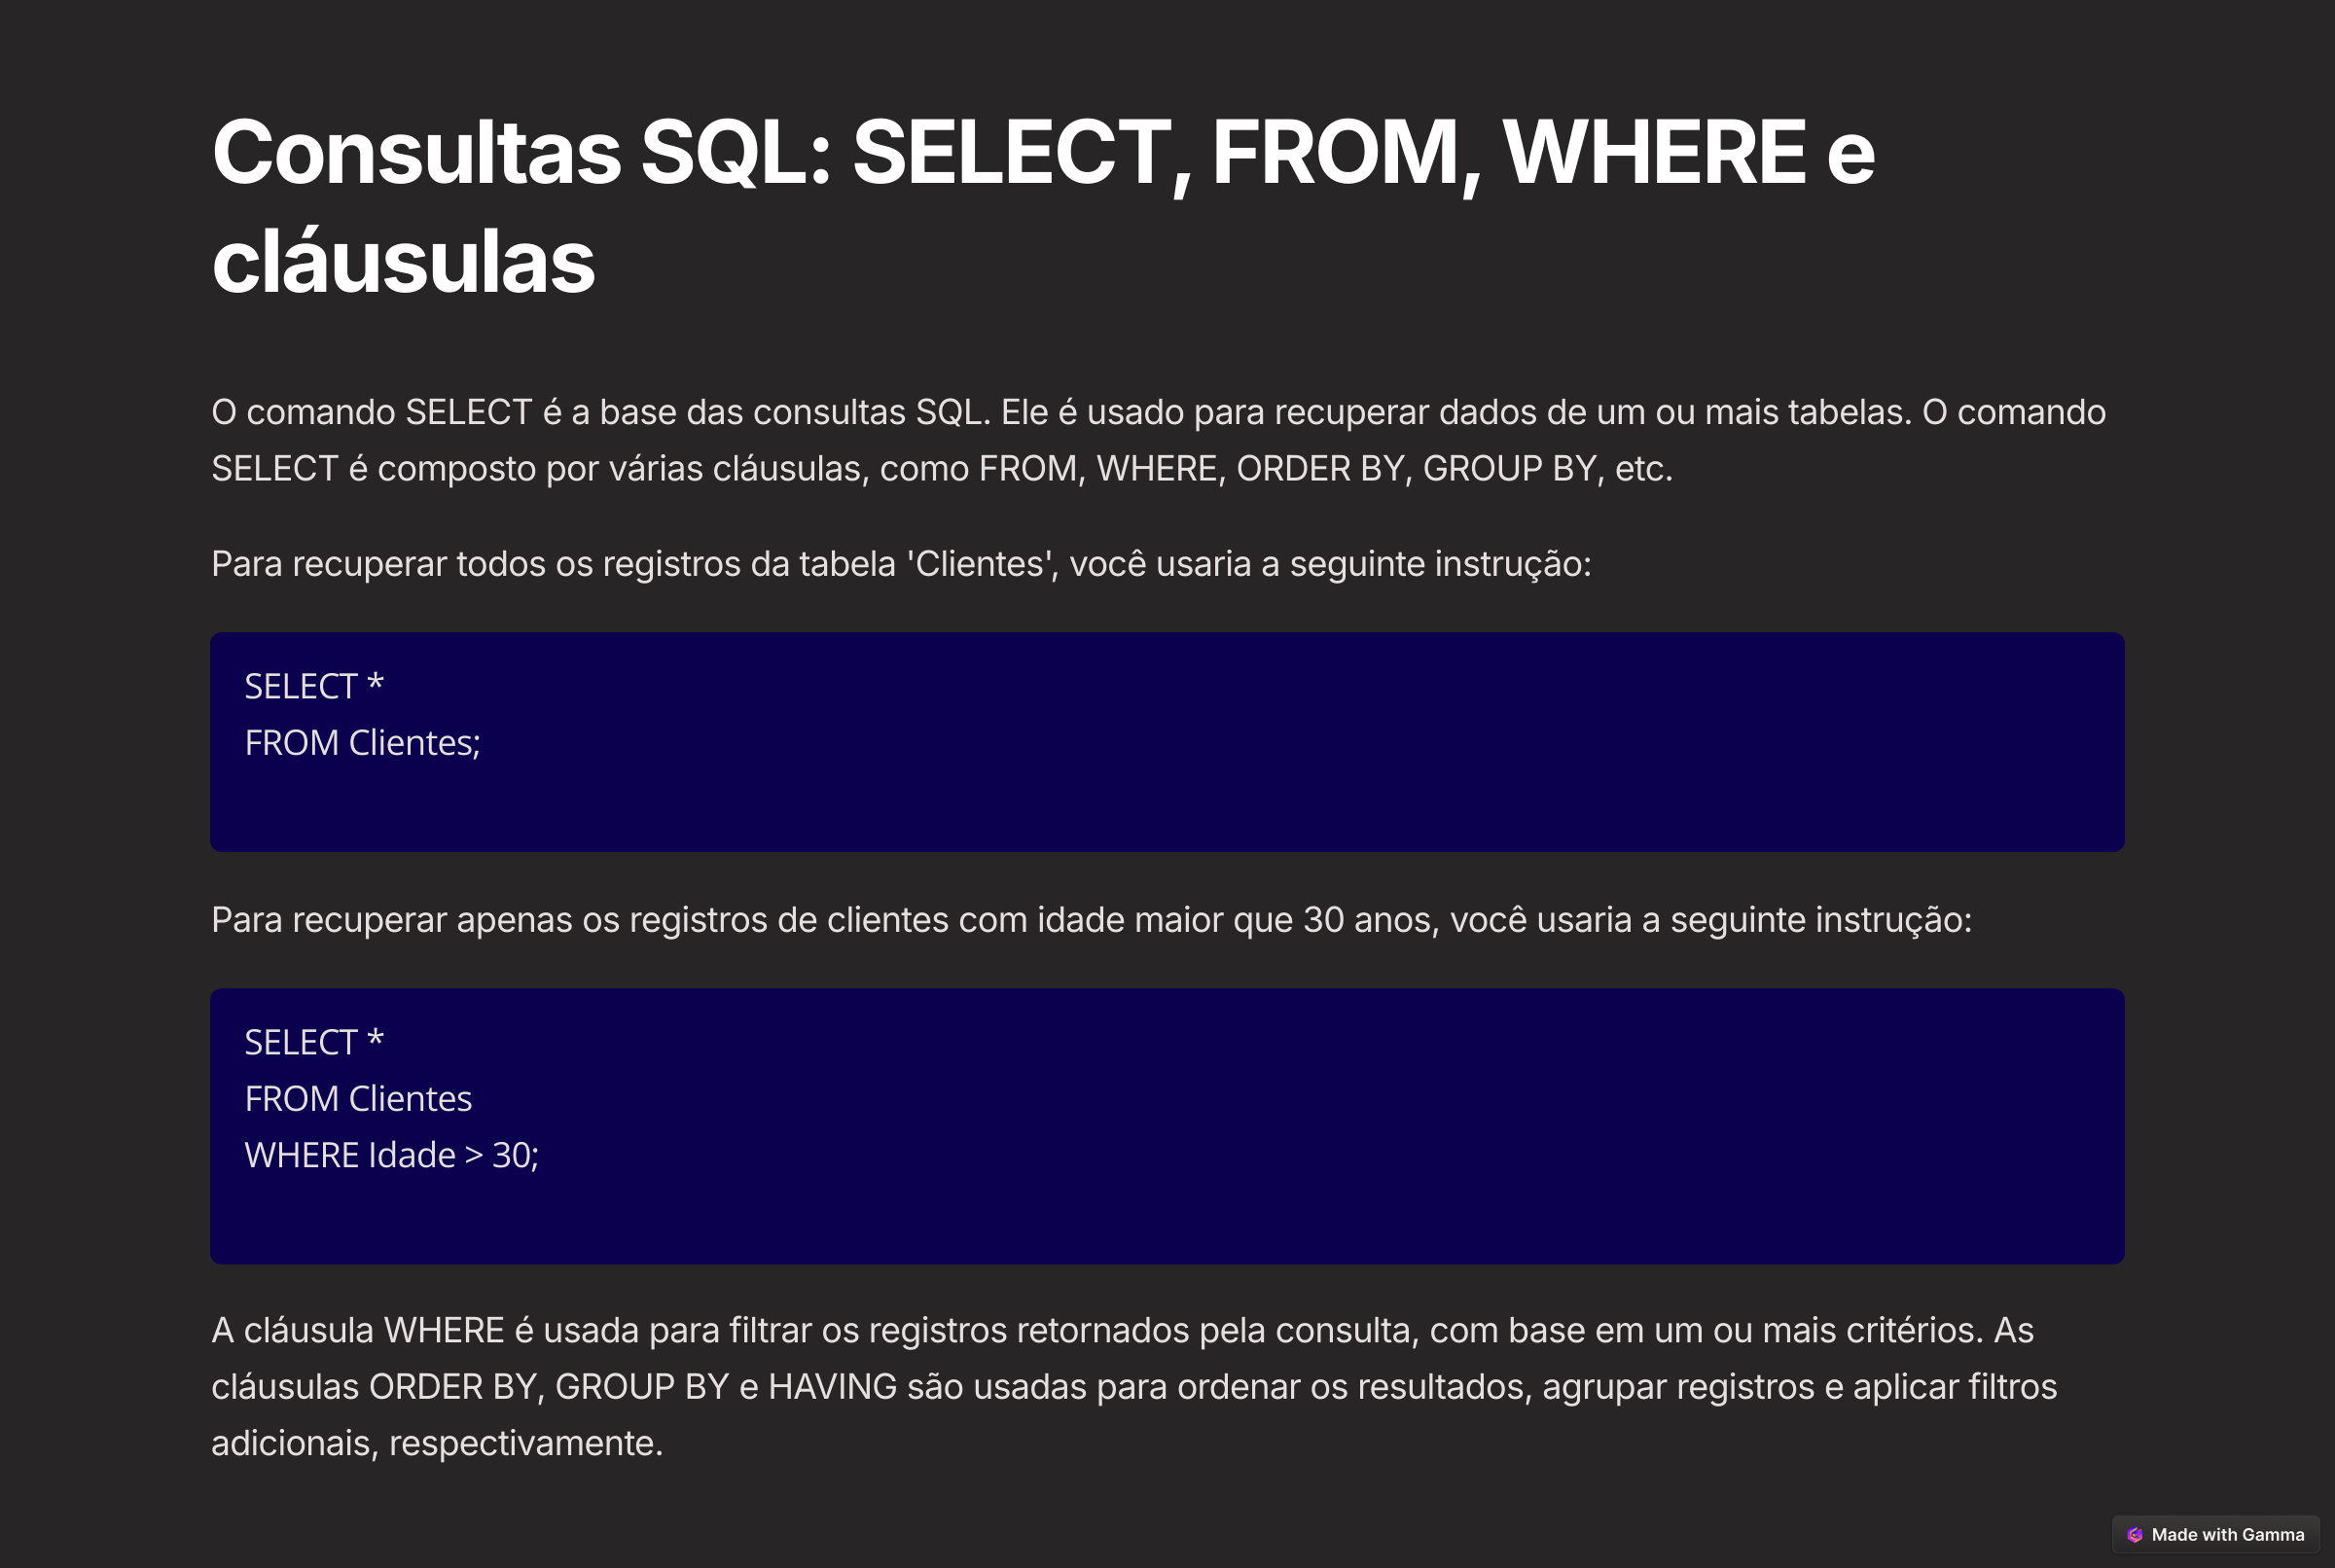 Consultas SQL: SELECT, FROM, WHERE e
cláusulas
O comando SELECT é a base das consultas SQL. Ele é usado para recuperar dados de um ou mais tabelas. O comando
SELECT é composto por várias cláusulas, como FROM, WHERE, ORDER BY, GROUP BY, etc.
Para recuperar todos os registros da tabela 'Clientes', você usaria a seguinte instrução:
SELECT *
FROM Clientes;
Para recuperar apenas os registros de clientes com idade maior que 30 anos, você usaria a seguinte instrução:
SELECT *
FROM Clientes
WHERE Idade > 30;
A cláusula WHERE é usada para filtrar os registros retornados pela consulta, com base em um ou mais critérios. As
cláusulas ORDER BY, GROUP BY e HAVING são usadas para ordenar os resultados, agrupar registros e aplicar filtros
adicionais, respectivamente.
Made with Gamma